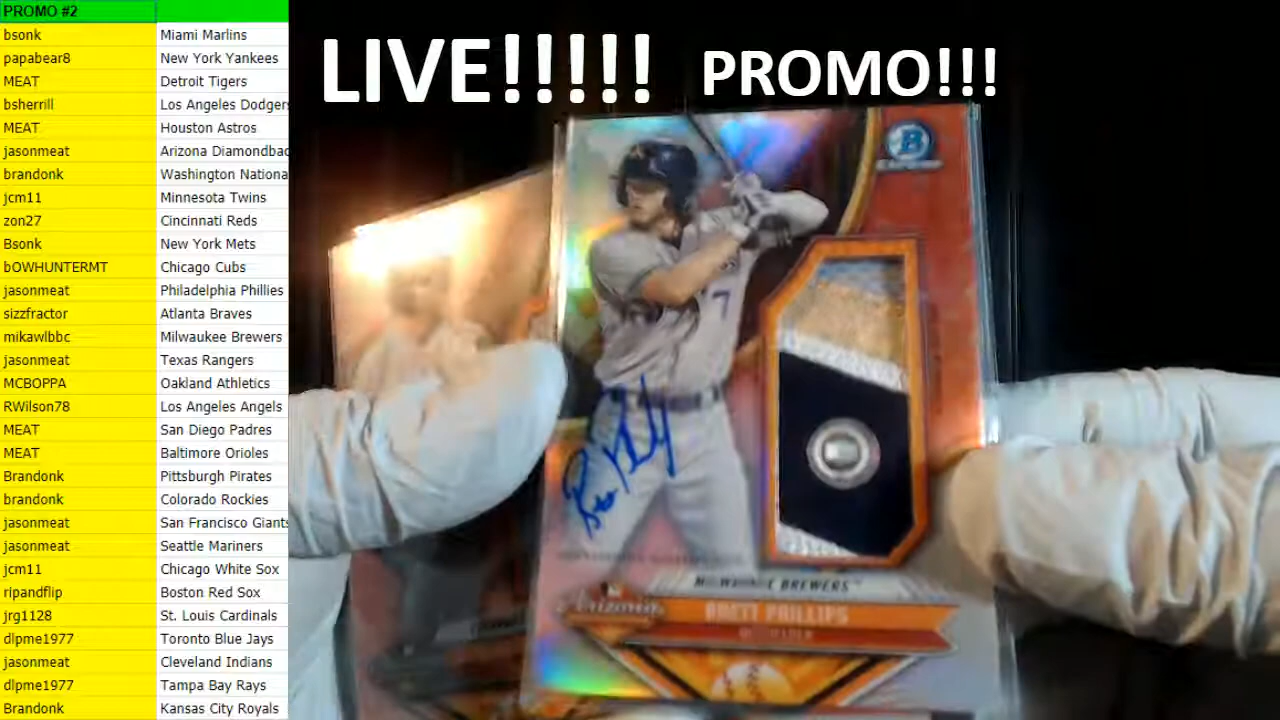 PROMO #2
bsonk Miami Marlins
papabear8 New York Yankees
MEAT Detroit Tigers
bsherrill Los Angeles Dodgers
MEAT Houston Astros
jasonmeat Arizona Diamondbac
brandonk Washington Nationa
jcm11 Minnesota Twins
zon27 Cincinnati Reds
Bsonk New York Mets
bOWHUNTERMT Chicago Cubs
jasonmeat Philadelphia Phillies
sizzfractor Atlanta Braves
mikawlbbc Milwaukee Brewers
jasonmeat Texas Rangers
MCBOPPA Oakland Athletics
RWilson78 Los Angeles Angels
MEAT San Diego Padres
MEAT Baltimore Orioles
Brandonk Pittsburgh Pirates
brandonk Colorado Rockies
jasonmeat San Francisco Giants
jasonmeat Seattle Mariners
jcm11 Chicago White Sox
ripandflip Boston Red Sox
jrg1128 St. Louis Cardinals
dlpme1977 Toronto Blue Jays
jasonmeat Cleveland Indians
dlpme1977 Tampa Bay Rays
Brandonk Kansas City Royals
LIVE!!!!! PROMO!!!
B
7
MILWAUKEE BREWERS™
Arizona
BRETT PHILLIPS